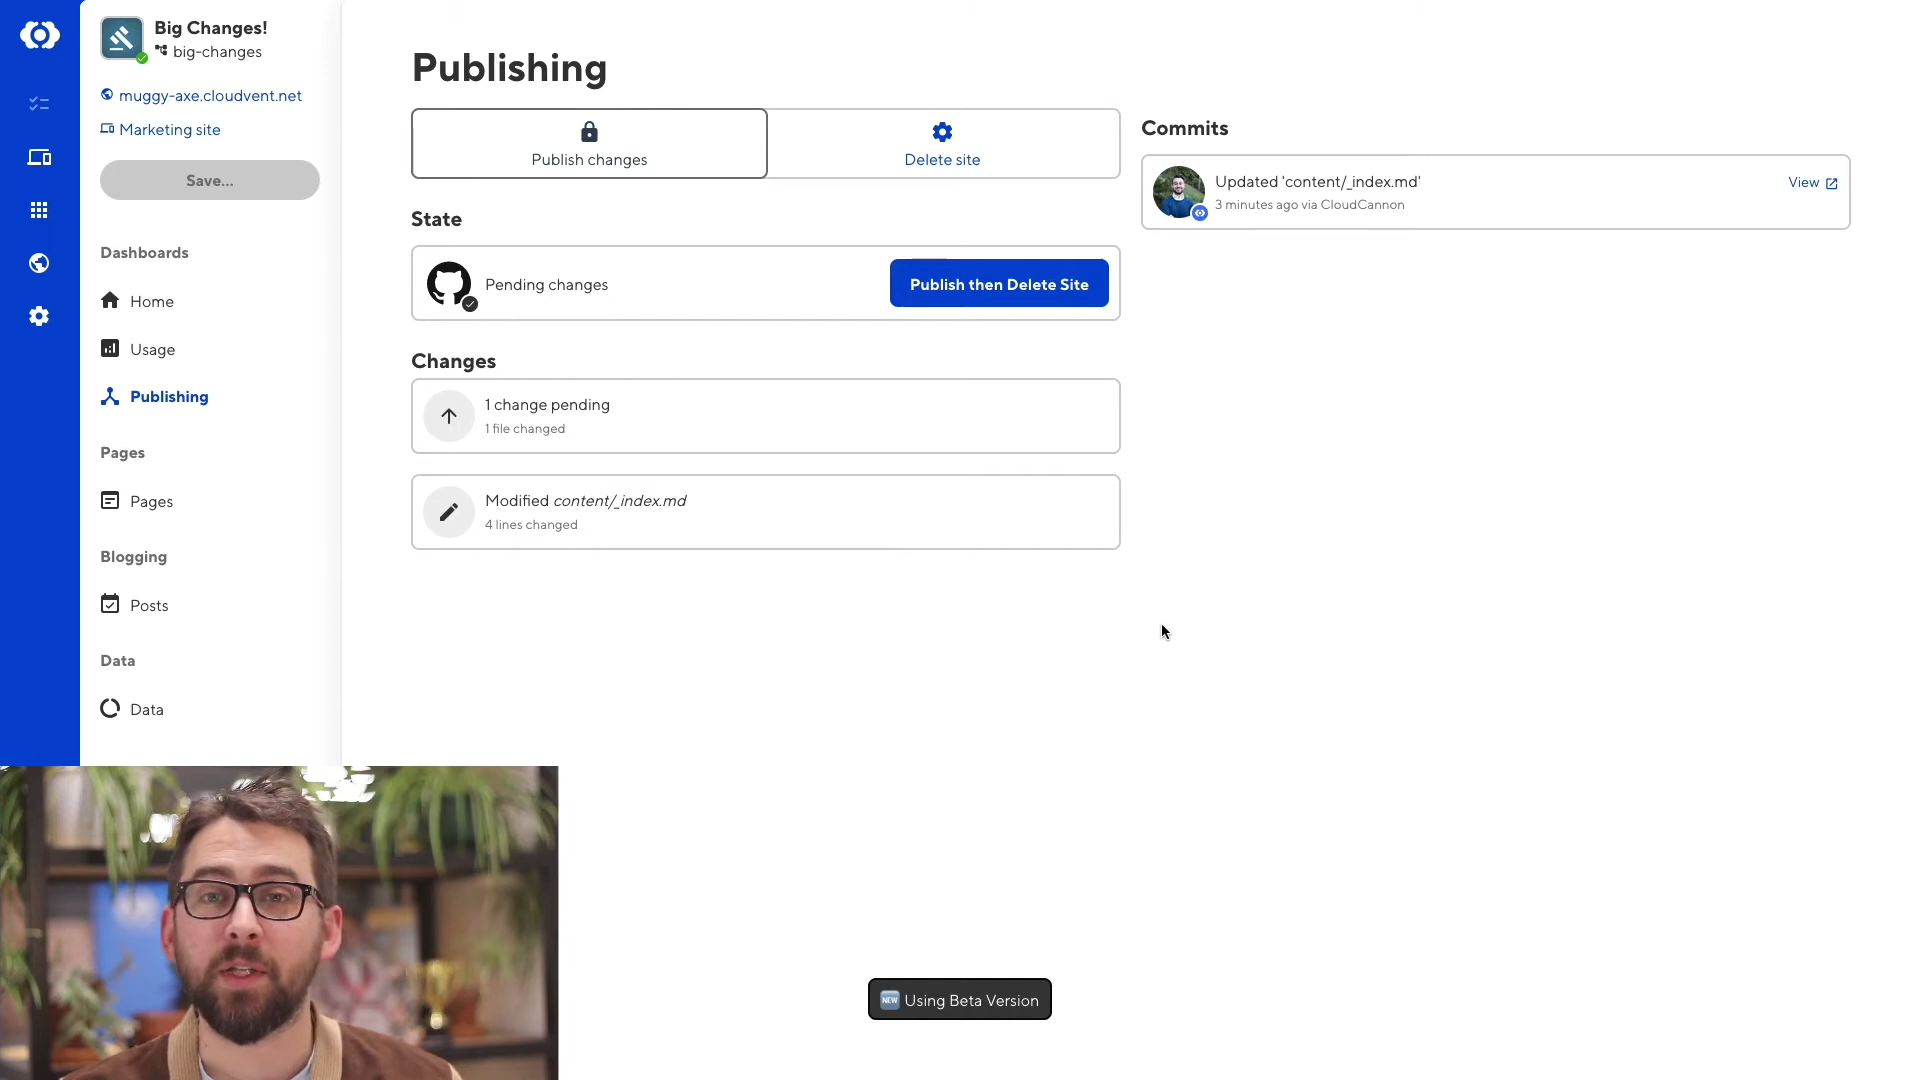 Big Changes!
big-changes
muggy-axe.cloudvent.net
Marketing site
Save...
Dashboards
Home
Usage
Publishing
Pages
Pages
Blogging
Posts
Data
Data
Publishing
Publish changes
Delete site
State
Pending changes
Publish then Delete Site
Changes
1 change pending
1 file changed
Modified content/_index.md
4 lines changed
Commits
Updated 'content/_index.md'
View
3 minutes ago via CloudCannon
NEW Using Beta Version